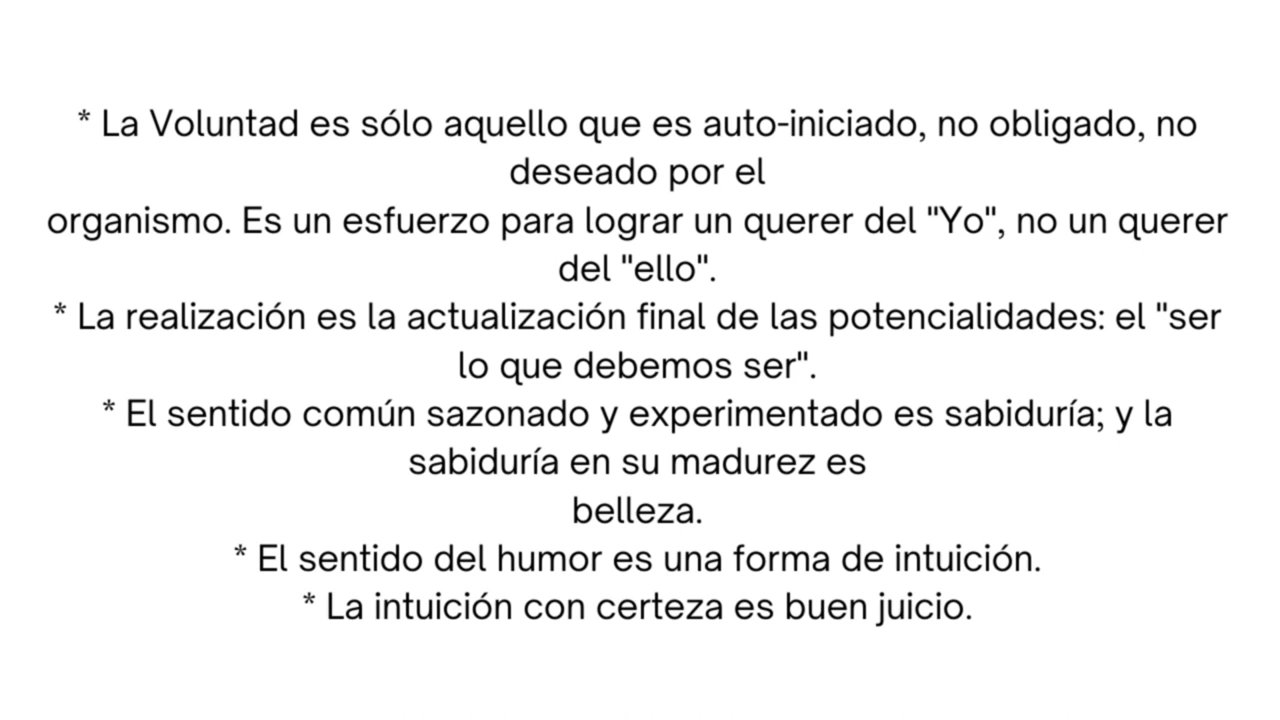 * La Voluntad es sólo aquello que es auto-iniciado, no obligado, no
deseado por el
organismo. Es un esfuerzo para lograr un querer del "Yo", no un querer
del "ello".
* La realización es la actualización final de las potencialidades: el "ser
lo que debemos ser".
* El sentido común sazonado y experimentado es sabiduría; y la
sabiduría en su madurez es
belleza.
* El sentido del humor es una forma de intuición.
* La intuición con certeza es buen juicio.